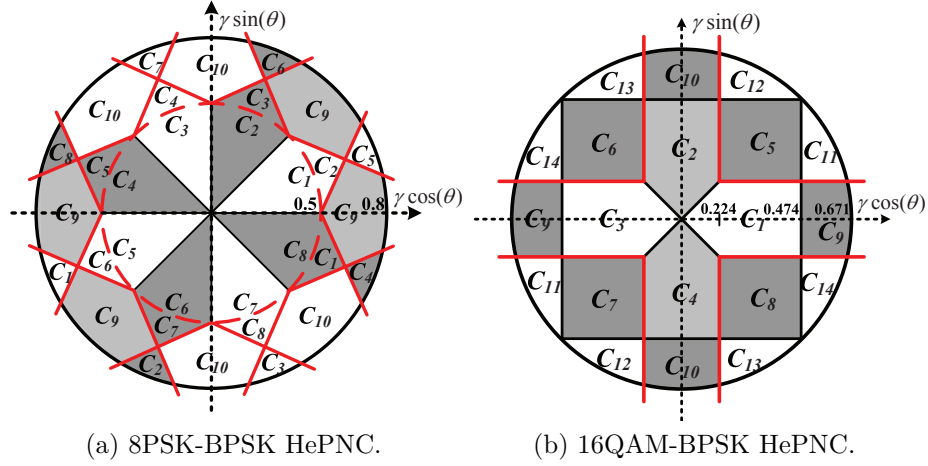 γ sin(θ)
C7 C10 C6
C10 C4 C3 C9
C3 C2
C8 C5 C4 C1 C2 C5
0.5 0.8 γ cos(θ)
C9 C9
C5 C8 C1
C1 C6 C4
C9 C6 C7 C10
C7 C8
C2 C10 C3
(a) 8PSK-BPSK HePNC.
γ sin(θ)
C13 C10 C12
C14 C6 C2 C5 C11
0.224 0.474 0.671 γ cos(θ)
C9 C3 C1 C9
C11 C7 C4 C8 C14
C12 C10 C13
(b) 16QAM-BPSK HePNC.